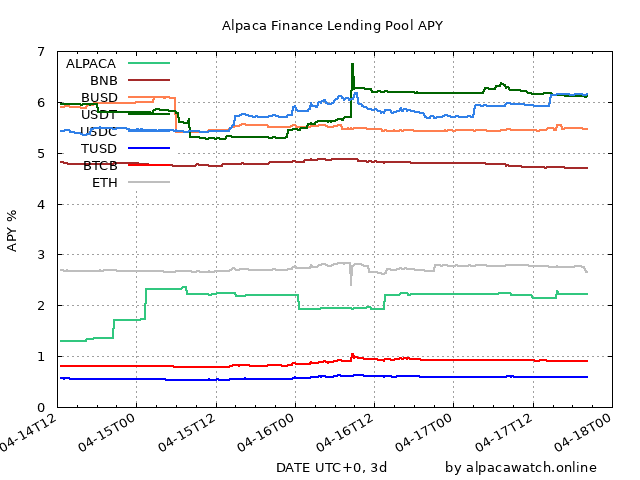 Alpaca Finance Lending Pool APY
7
6
5
4
3
2
1
0
APY %
ALPACA
BNB
BUSD
USDT
USDC
TUSD
BTCB
ETH
04-14T12
04-15T00
04-15T12
04-16T00
04-16T12
04-17T00
04-17T12
04-18T00
DATE UTC+0, 3d
by alpacawatch.online